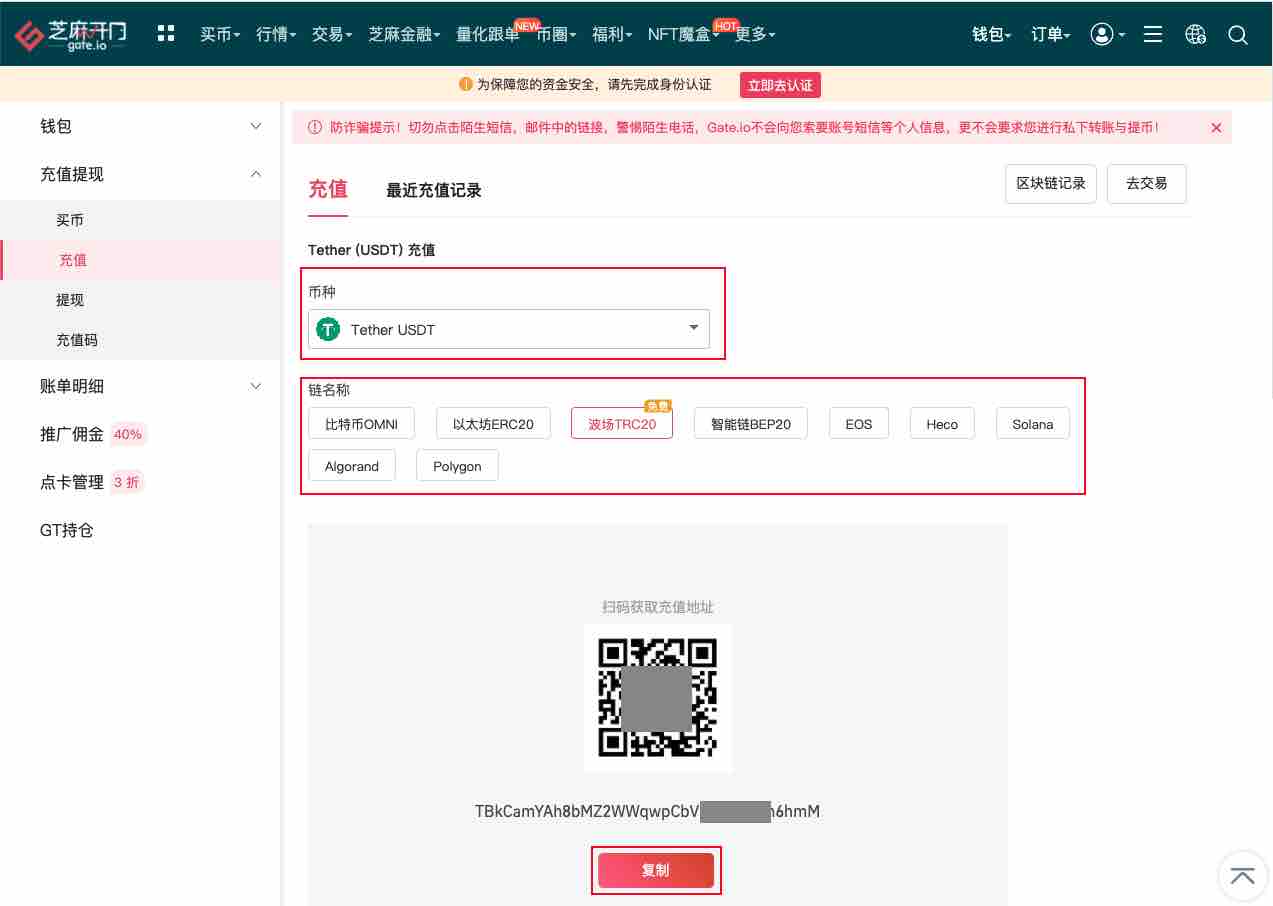 芝麻开门
gate.io
买币 行情 交易 芝麻金融 量化跟单 NEW 币圈 福利 NFT魔盒 HOT 更多 钱包 订单
为保障您的资金安全，请先完成身份认证 立即去认证
钱包
充值提现
买币
充值
提现
充值码
账单明细
推广佣金 40%
点卡管理 3 折
GT持仓
防诈骗提示！切勿点击陌生短信，邮件中的链接，警惕陌生电话，Gate.io不会向您索要账号短信等个人信息，更不会要求您进行私下转账与提币！
充值 最近充值记录 区块链记录 去交易
Tether (USDT) 充值
币种
Tether USDT
链名称
免费
比特币OMNI 以太坊ERC20 波场TRC20 智能链BEP20 EOS Heco Solana
Algorand Polygon
扫码获取充值地址
TBkCamYAh8bMZ2WWqwpCbV 6hmM
复制